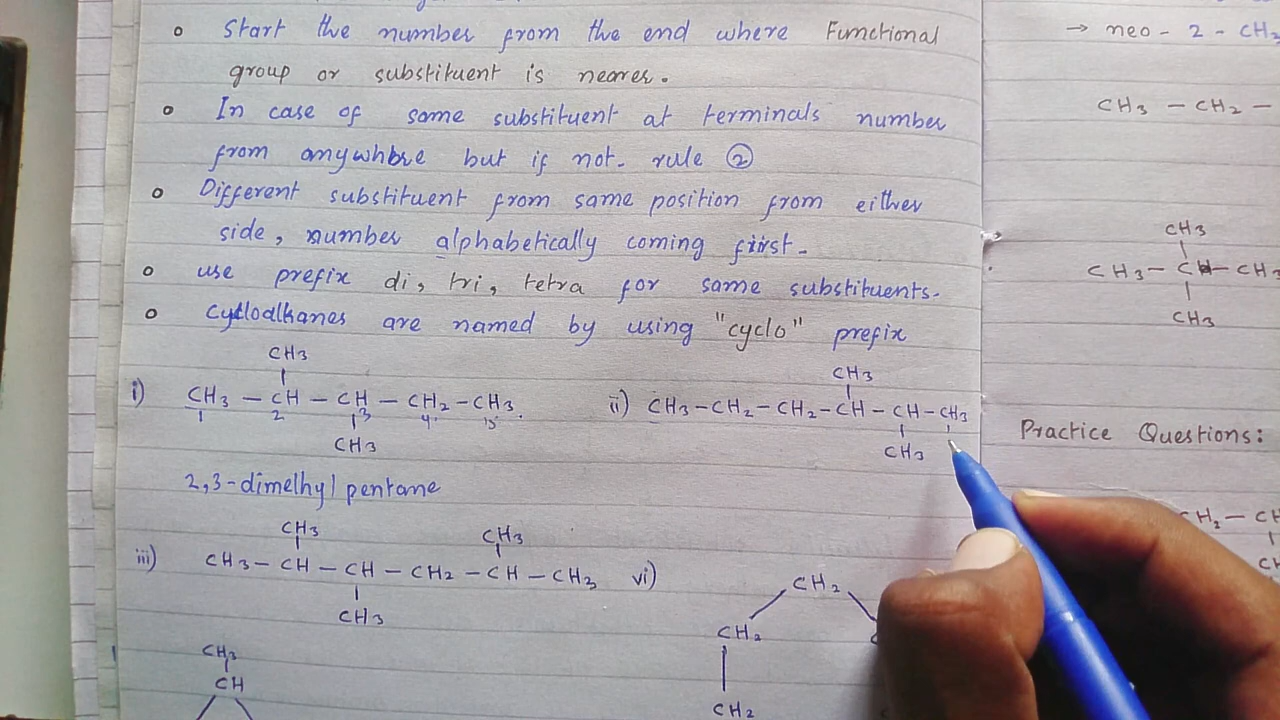 o Start the number from the end where Functional
group or substituent is nearer.
o In case of same substituent at terminals number
from anywhbre but if not. rule ②
o Different substituent from same position from either
side, number alphabetically coming first.
o use prefix di, tri, tetra for same substituents.
o Cycloalkanes are named by using "cyclo" prefix
CH3
i) CH3 - CH - CH - CH2 - CH3.
1 2 3 4 5
CH3
2,3-dimethyl pentane
CH3
ii) CH3-CH2-CH2-CH-CH-CH3
CH3
CH3 CH3
iii) CH3-CH-CH-CH2-CH-CH3
CH3
CH3
CH
vi) CH2
CH2
CH2
→ neo - 2 - CH2
CH3 - CH2 -
CH3
CH3- C - CH3
CH3
Practice Questions:
CH2 - CH
CH